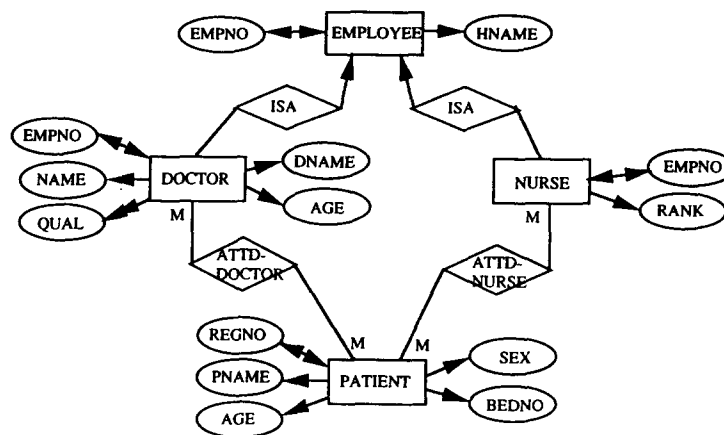 EMPNO
EMPLOYEE
HNAME
ISA
ISA
EMPNO
DNAME
NAME
DOCTOR
NURSE
EMPNO
QUAL
M
AGE
M
RANK
ATTD-
DOCTOR
ATTD-
NURSE
REGNO
M
M
SEX
PNAME
PATIENT
AGE
BEDNO